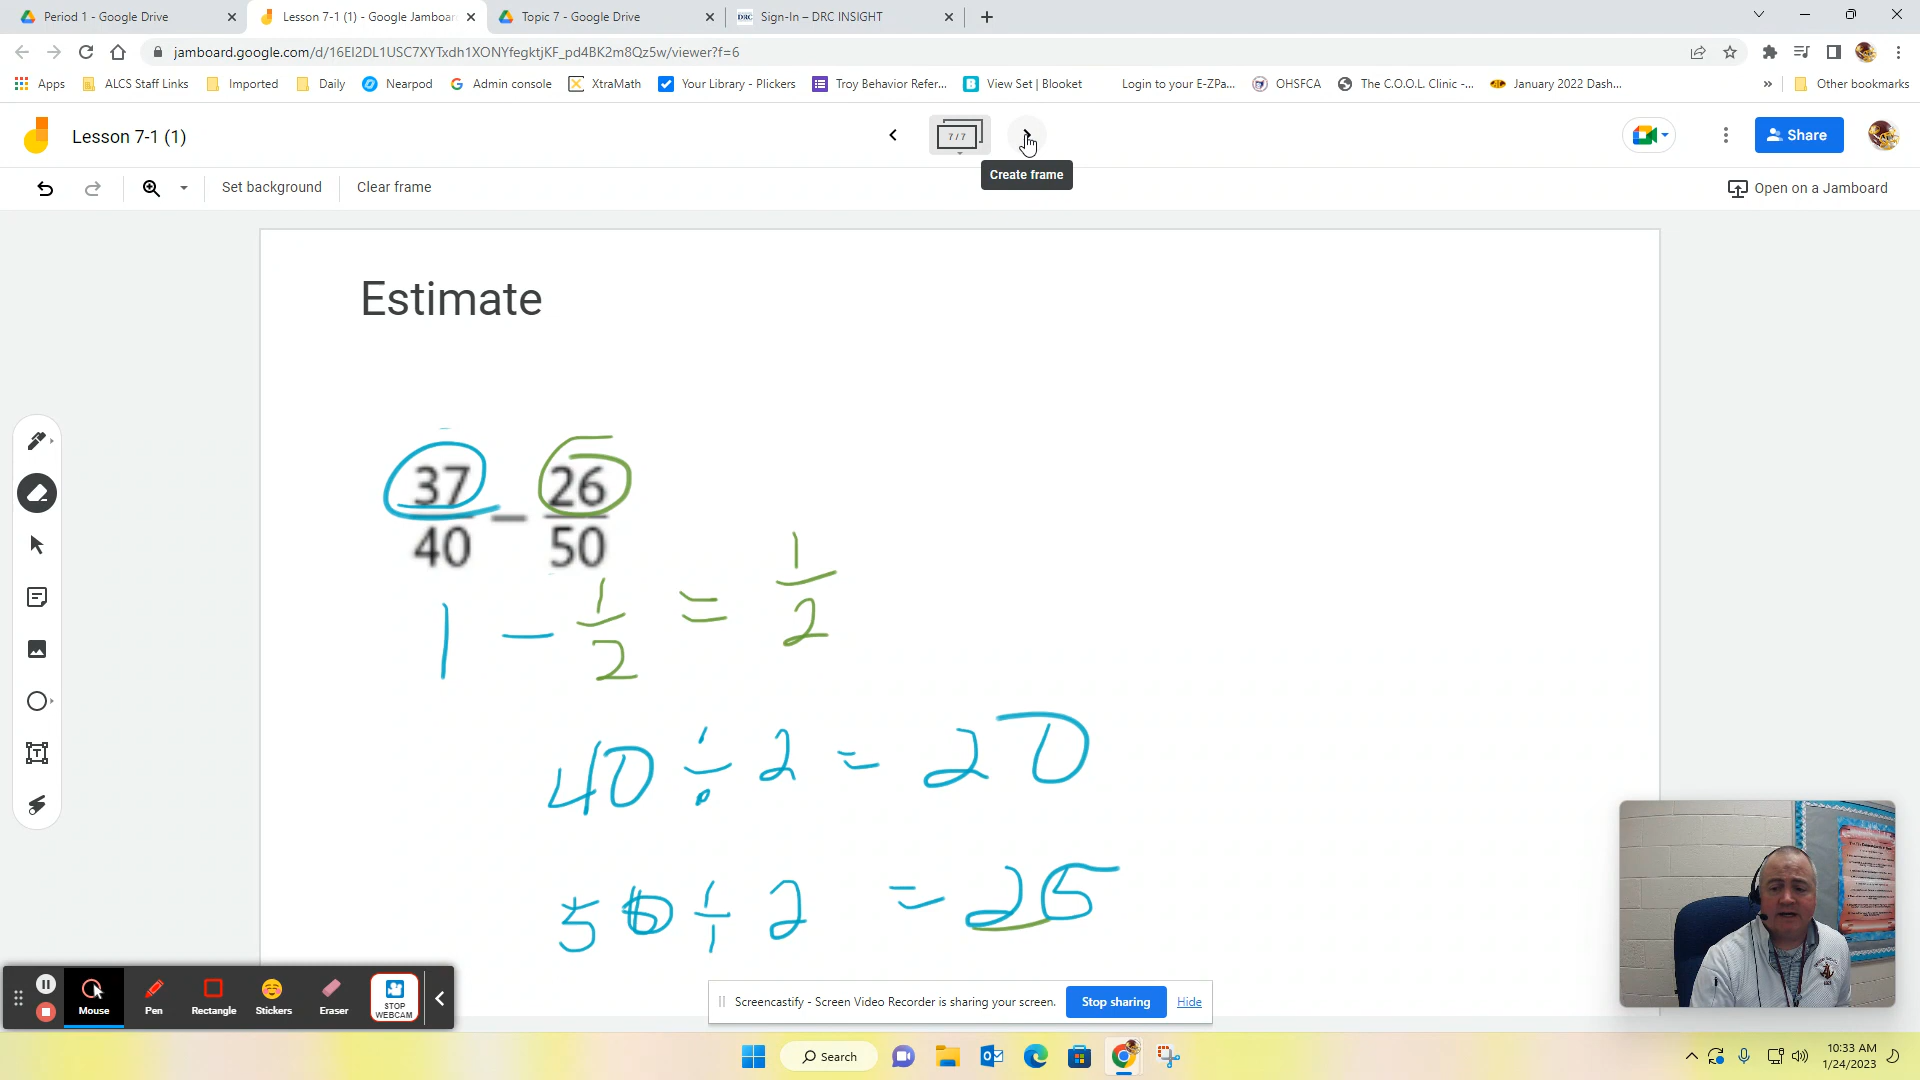 Period 1 - Google Drive
Lesson 7-1 (1) - Google Jamboar
Topic 7 - Google Drive
DRC Sign-In – DRC INSIGHT
jamboard.google.com/d/16EI2DL1USC7XYTxdh1XONYfegktjKF_pd4BK2m8Qz5w/viewer?f=6
Apps ALCS Staff Links Imported Daily Nearpod Admin console XtraMath Your Library - Plickers Troy Behavior Refer... View Set | Blooket Login to your E-ZPa... OHSFCA The C.O.O.L. Clinic -... January 2022 Dash... » Other bookmarks
Lesson 7-1 (1)
7 / 7
Share
Create frame
Set background Clear frame
Open on a Jamboard
Estimate
37/40 − 26/50
1 − 1/2 = 1/2
40 ÷ 2 = 20
50 ÷ 2 = 25
Mouse Pen Rectangle Stickers Eraser STOP WEBCAM
Screencastify - Screen Video Recorder is sharing your screen. Stop sharing Hide
Search
10:33 AM
1/24/2023